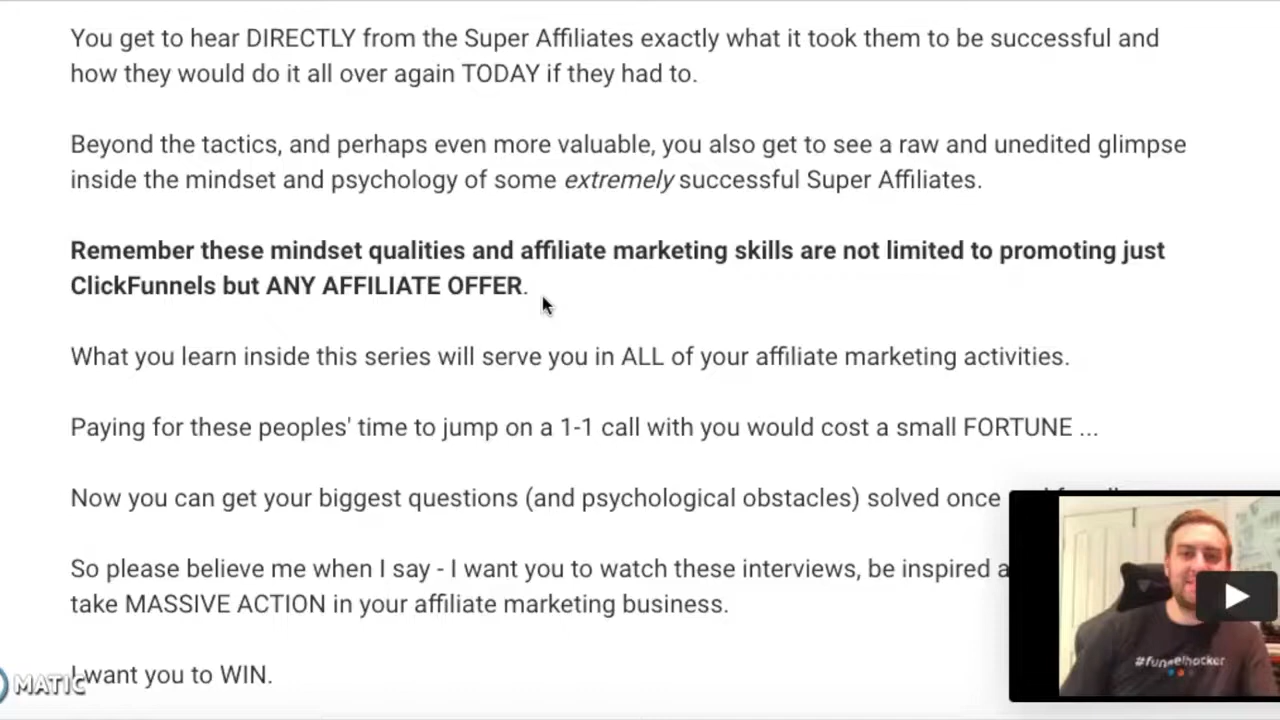 You get to hear DIRECTLY from the Super Affiliates exactly what it took them to be successful and
how they would do it all over again TODAY if they had to.
Beyond the tactics, and perhaps even more valuable, you also get to see a raw and unedited glimpse
inside the mindset and psychology of some extremely successful Super Affiliates.
Remember these mindset qualities and affiliate marketing skills are not limited to promoting just
ClickFunnels but ANY AFFILIATE OFFER.
What you learn inside this series will serve you in ALL of your affiliate marketing activities.
Paying for these peoples' time to jump on a 1-1 call with you would cost a small FORTUNE ...
Now you can get your biggest questions (and psychological obstacles) solved once
So please believe me when I say - I want you to watch these interviews, be inspired
take MASSIVE ACTION in your affiliate marketing business.
I want you to WIN.
MATIC
#funnelhacker